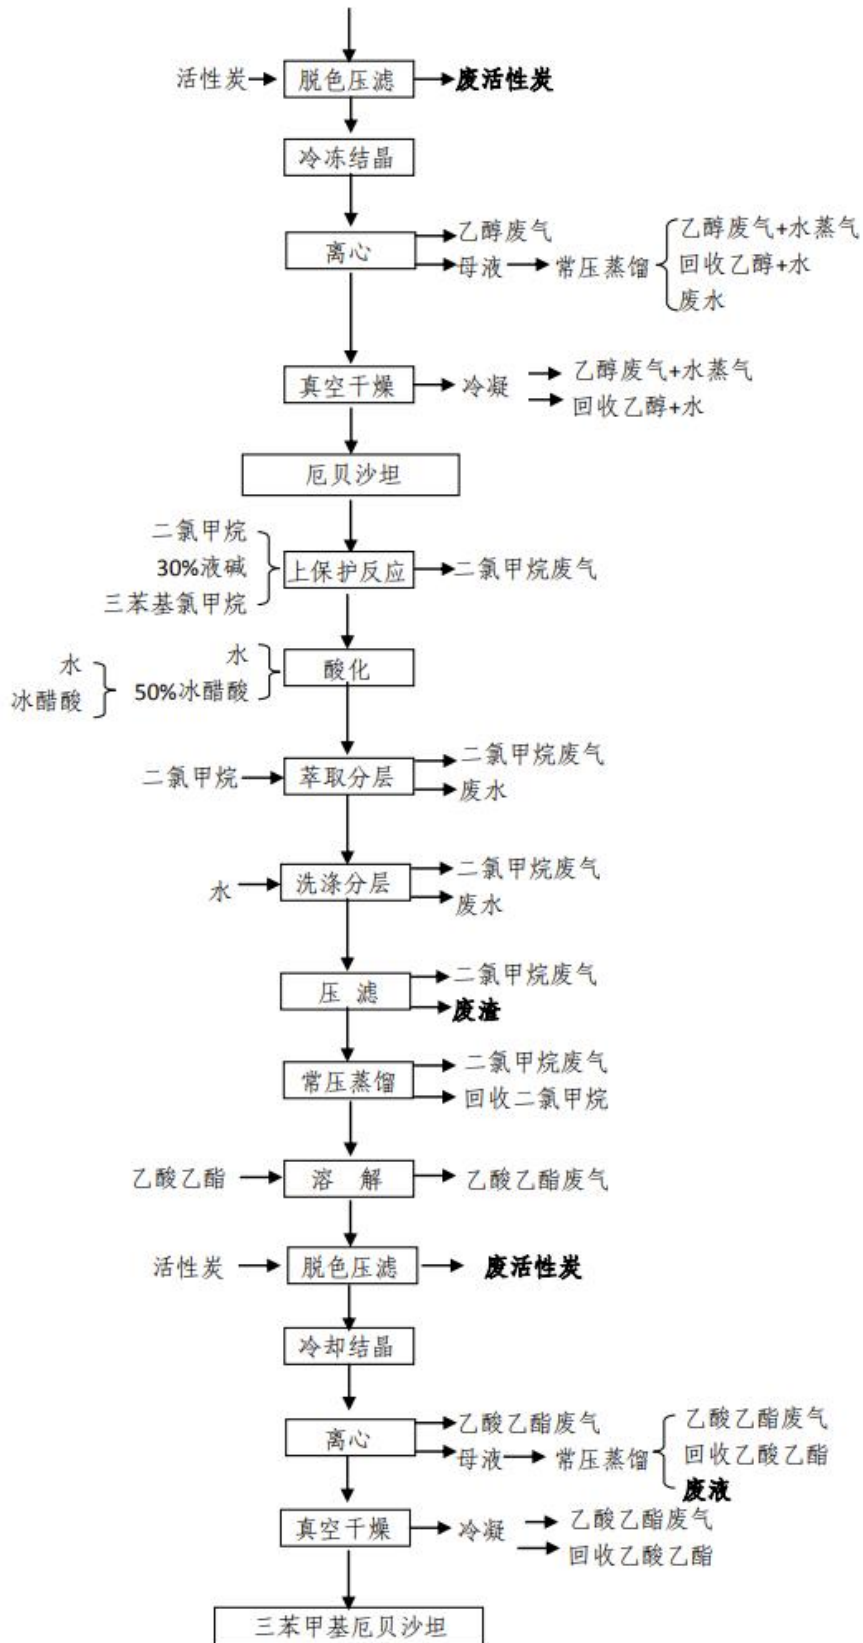 活性炭 脱色压滤 废活性炭
冷冻结晶
离心 乙醇废气
母液 常压蒸馏
乙醇废气+水蒸气
回收乙醇+水
废水
真空干燥 冷凝
乙醇废气+水蒸气
回收乙醇+水
厄贝沙坦
二氯甲烷
30%液碱
三苯基氯甲烷
上保护反应 二氯甲烷废气
水
冰醋酸
水
50%冰醋酸
酸化
二氯甲烷 萃取分层 二氯甲烷废气
废水
水 洗涤分层 二氯甲烷废气
废水
压 滤 二氯甲烷废气
废渣
常压蒸馏 二氯甲烷废气
回收二氯甲烷
乙酸乙酯 溶 解 乙酸乙酯废气
活性炭 脱色压滤 废活性炭
冷却结晶
离心 乙酸乙酯废气
母液 常压蒸馏
乙酸乙酯废气
回收乙酸乙酯
废液
真空干燥 冷凝
乙酸乙酯废气
回收乙酸乙酯
三苯甲基厄贝沙坦